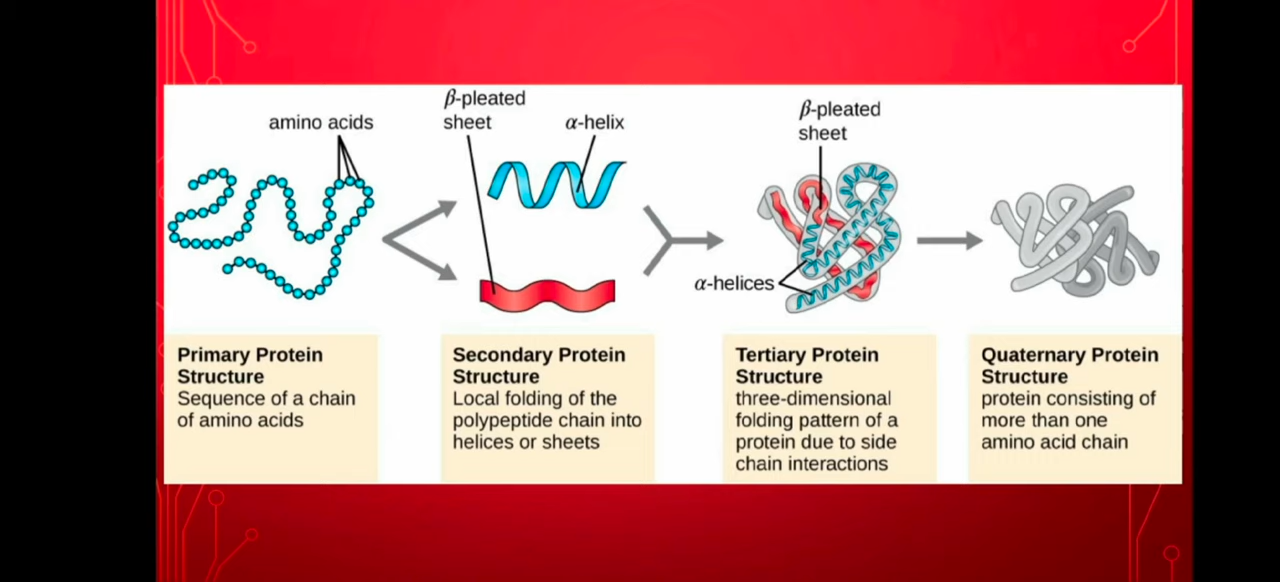 amino acids
β-pleated
sheet
α-helix
β-pleated
sheet
α-helices
Primary Protein
Structure
Sequence of a chain
of amino acids
Secondary Protein
Structure
Local folding of the
polypeptide chain into
helices or sheets
Tertiary Protein
Structure
three-dimensional
folding pattern of a
protein due to side
chain interactions
Quaternary Protein
Structure
protein consisting of
more than one
amino acid chain